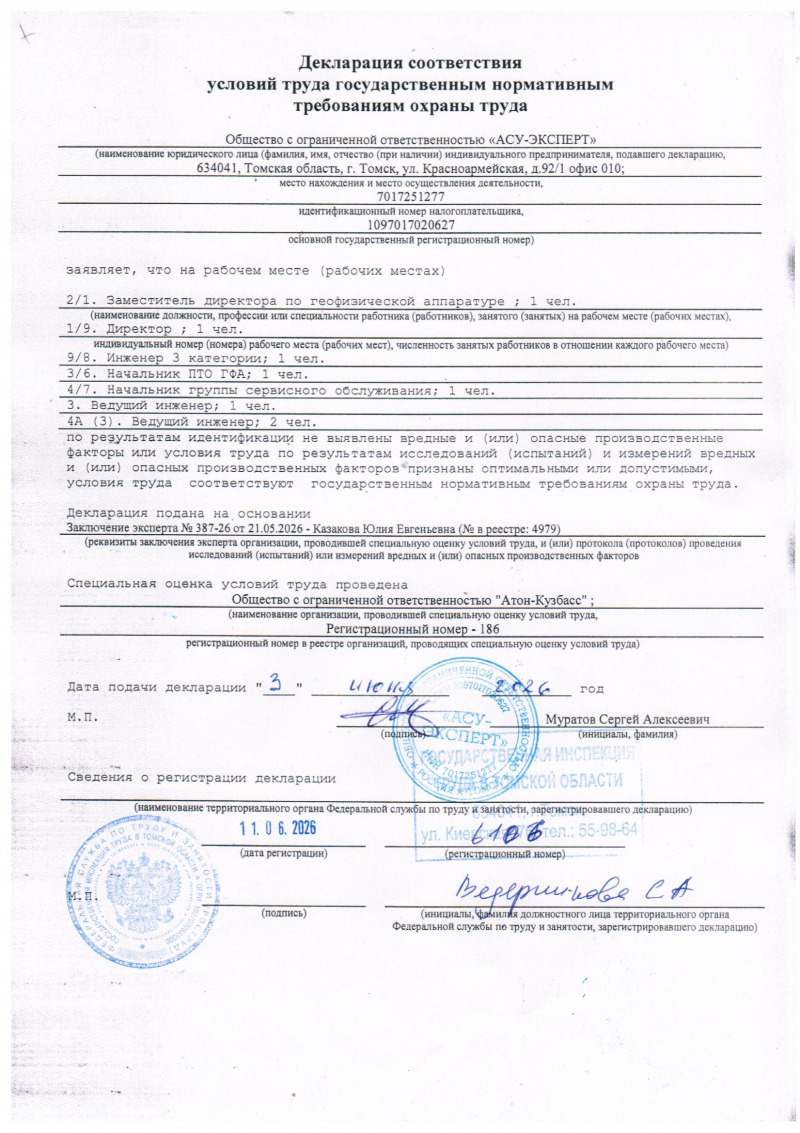 Декларация соответствия
условий труда государственным нормативным
требованиям охраны труда
Общество с ограниченной ответственностью «АСУ-ЭКСПЕРТ»
(наименование юридического лица (фамилия, имя, отчество (при наличии) индивидуального предпринимателя, подавшего декларацию,
634041, Томская область, г. Томск, ул. Красноармейская, д.92/1 офис 010;
место нахождения и место осуществления деятельности,
7017251277
идентификационный номер налогоплательщика,
1097017020627
основной государственный регистрационный номер)
заявляет, что на рабочем месте (рабочих местах)
2/1. Заместитель директора по геофизической аппаратуре ; 1 чел.
(наименование должности, профессии или специальности работника (работников), занятого (занятых) на рабочем месте (рабочих местах),
1/9. Директор ; 1 чел.
индивидуальный номер (номера) рабочего места (рабочих мест), численность занятых работников в отношении каждого рабочего места)
9/8. Инженер 3 категории; 1 чел.
3/6. Начальник ПТО ГФА; 1 чел.
4/7. Начальник группы сервисного обслуживания; 1 чел.
3. Ведущий инженер; 1 чел.
4А (3). Ведущий инженер; 2 чел.
по результатам идентификации не выявлены вредные и (или) опасные производственные
факторы или условия труда по результатам исследований (испытаний) и измерений вредных
и (или) опасных производственных факторов признаны оптимальными или допустимыми,
условия труда соответствуют государственным нормативным требованиям охраны труда.
Декларация подана на основании
Заключение эксперта № 387-26 от 21.05.2026 - Казакова Юлия Евгеньевна (№ в реестре: 4979)
(реквизиты заключения эксперта организации, проводившей специальную оценку условий труда, и (или) протокола (протоколов) проведения
исследований (испытаний) или измерений вредных и (или) опасных производственных факторов
Специальная оценка условий труда проведена
Общество с ограниченной ответственностью "Атон-Кузбасс" ;
(наименование организации, проводившей специальную оценку условий труда,
Регистрационный номер - 186
регистрационный номер в реестре организаций, проводящих специальную оценку условий труда)
Дата подачи декларации "3" июня 2026 год
М.П. Муратов Сергей Алексеевич
(подпись) (инициалы, фамилия)
«АСУ-
ЭКСПЕРТ»
ГОСУДАРСТВЕННАЯ ИНСПЕКЦИЯ
ТОМСКОЙ ОБЛАСТИ
Сведения о регистрации декларации
(наименование территориального органа Федеральной службы по труду и занятости, зарегистрировавшего декларацию)
11.06.2026
тел.: 55-98-64
(дата регистрации) (регистрационный номер)
М.П. Ведерникова С А
(подпись) (инициалы, фамилия должностного лица территориального органа
Федеральной службы по труду и занятости, зарегистрировавшего декларацию)